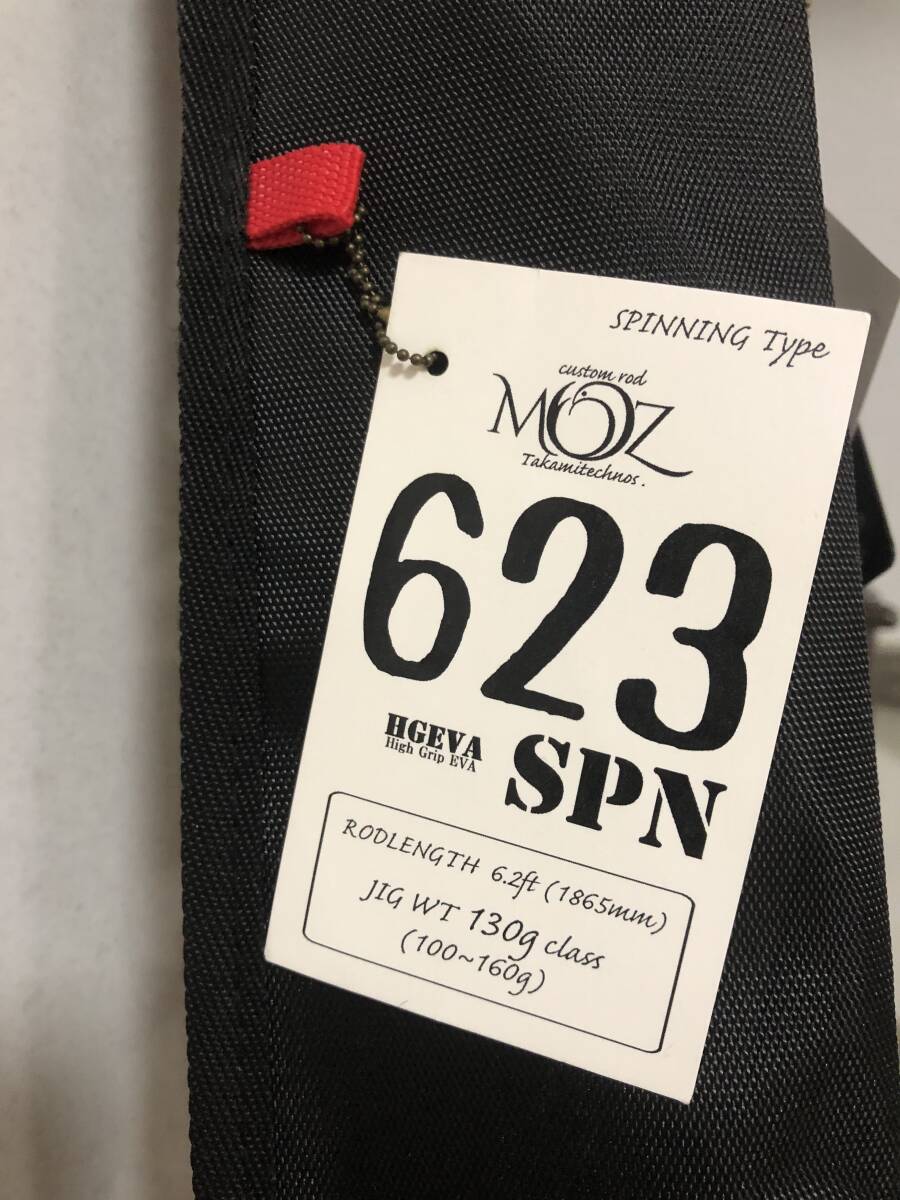 SPINNING Type
custom rod
MOZ
Takamitechnos.
623
HGEVA
High Grip EVA
SPN
RODLENGTH 6.2ft (1865mm)
JIG WT 130g class
(100~160g)